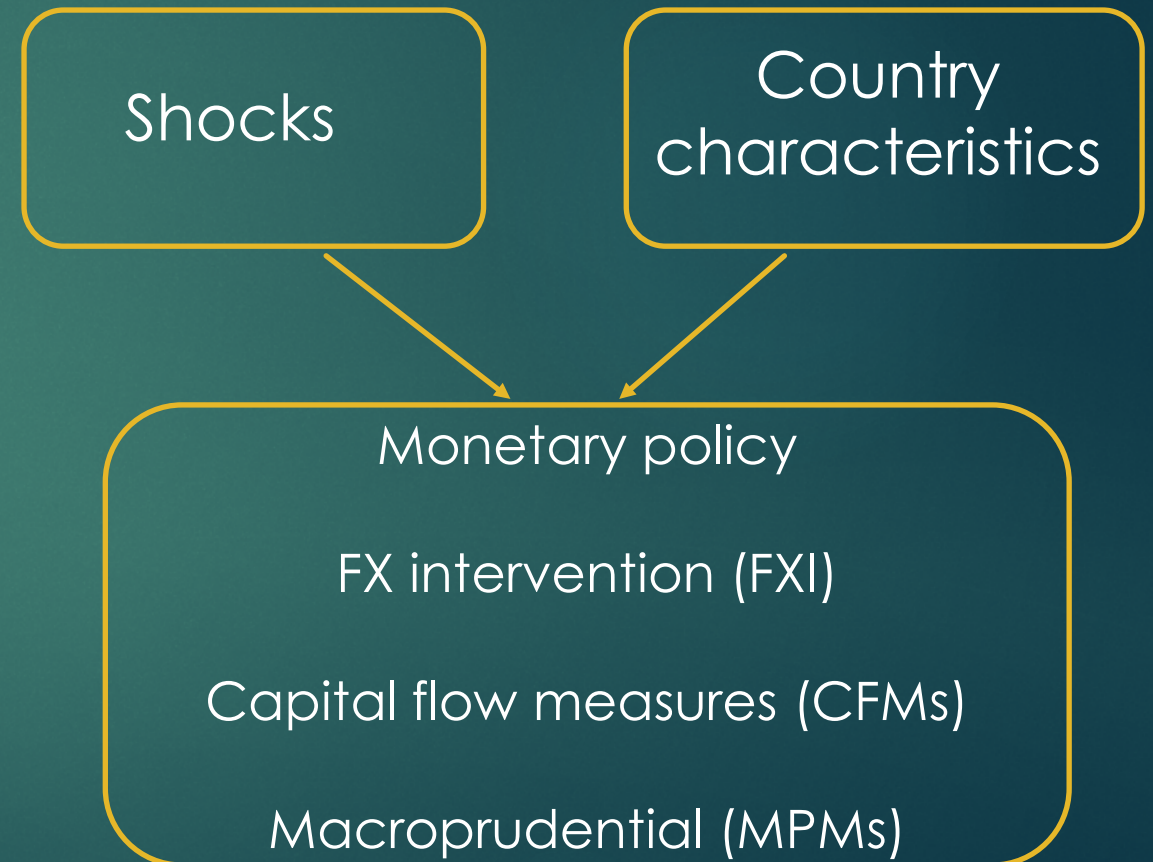 Shocks
Country
characteristics
Monetary policy
FX intervention (FXI)
Capital flow measures (CFMs)
Macroprudential (MPMs)